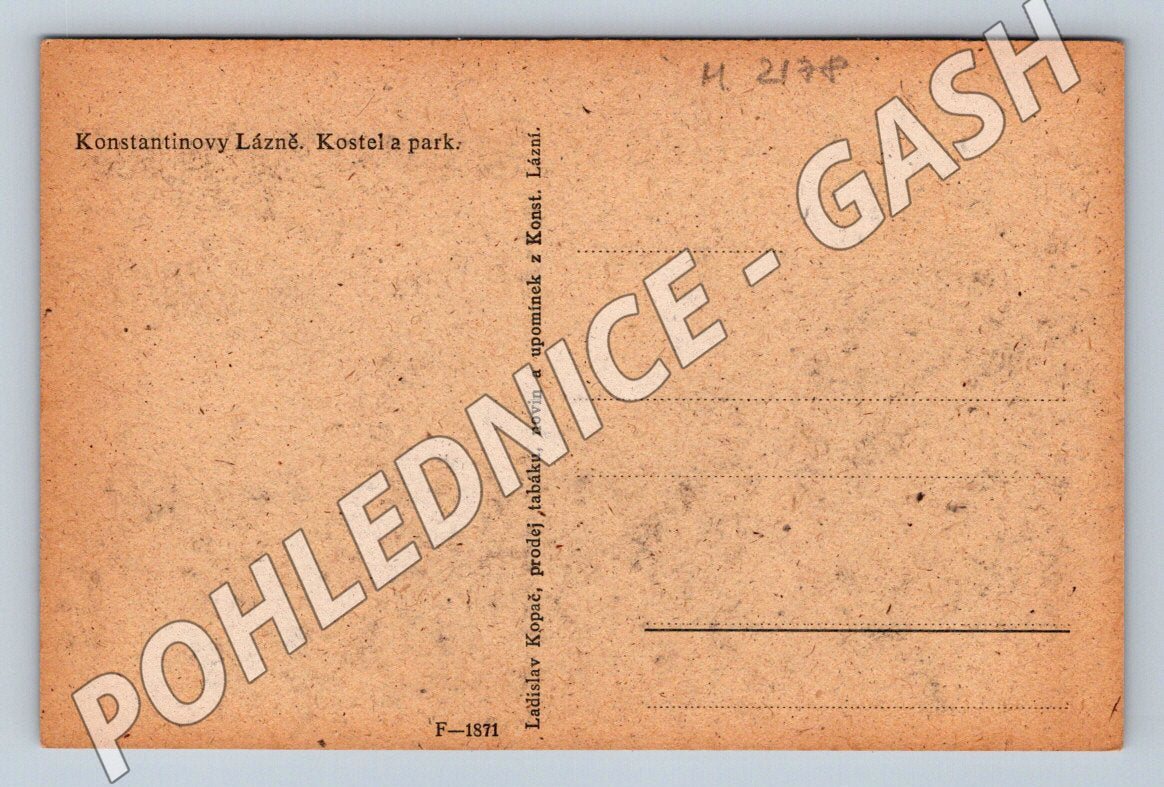 M 2178
Konstantinovy Lázně. Kostel a park.
Ladislav Kopač, prodej tabáku, novin a upomínek z Konst. Lázní.
F—1871
POHLEDNICE - GASH